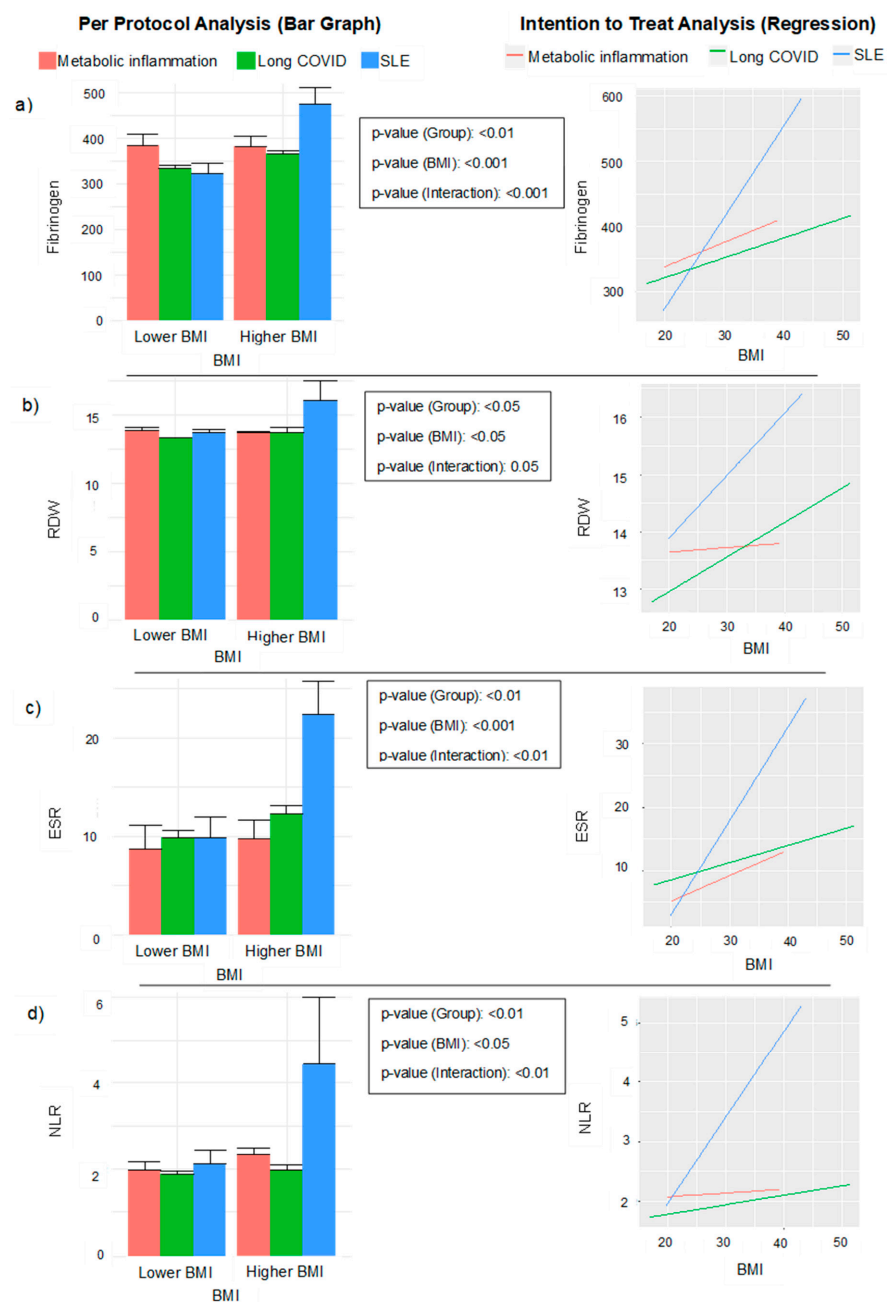 Per Protocol Analysis (Bar Graph)
Intention to Treat Analysis (Regression)
Metabolic inflammation Long COVID SLE
Metabolic inflammation Long COVID SLE
a)
Fibrinogen
500
400
300
200
100
0
Lower BMI Higher BMI
BMI
p-value (Group): <0.01
p-value (BMI): <0.001
p-value (Interaction): <0.001
Fibrinogen
600
500
400
300
20 30 40 50
BMI
b)
RDW
15
10
5
0
Lower BMI Higher BMI
BMI
p-value (Group): <0.05
p-value (BMI): <0.05
p-value (Interaction): 0.05
RDW
16
15
14
13
20 30 40 50
BMI
c)
ESR
20
10
0
Lower BMI Higher BMI
BMI
p-value (Group): <0.01
p-value (BMI): <0.001
p-value (Interaction): <0.01
ESR
30
20
10
20 30 40 50
BMI
d)
NLR
6
4
2
0
Lower BMI Higher BMI
BMI
p-value (Group): <0.01
p-value (BMI): <0.05
p-value (Interaction): <0.01
NLR
5
4
3
2
20 30 40 50
BMI